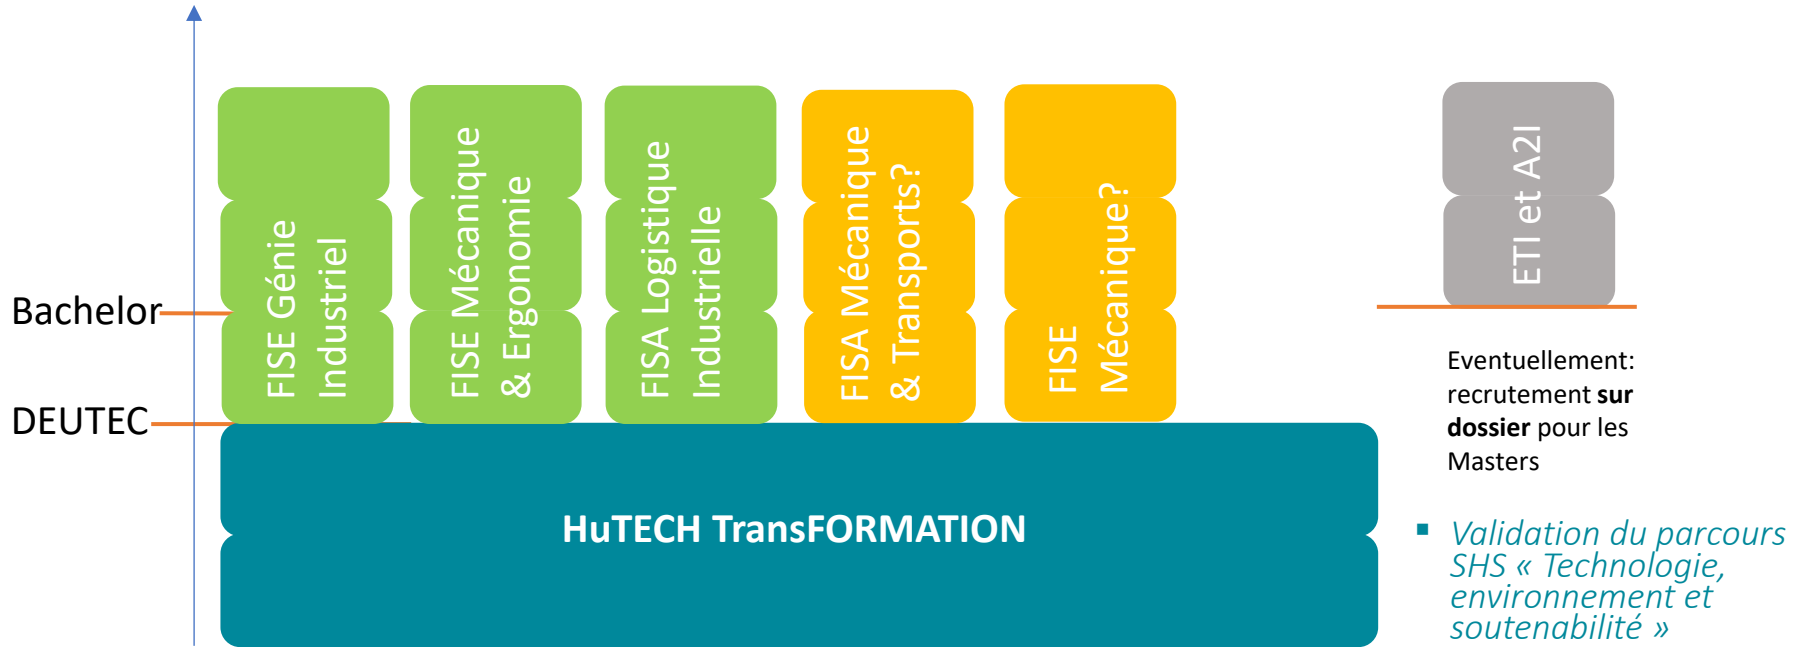 FISE Génie
Industriel
FISE Mécanique
& Ergonomie
FISA Logistique
Industrielle
FISA Mécanique
& Transports?
FISE
Mécanique?
ETI et A2I
Bachelor
DEUTEC
HuTECH TransFORMATION
Eventuellement:
recrutement sur
dossier pour les
Masters
▪ Validation du parcours
SHS « Technologie,
environnement et
soutenabilité »